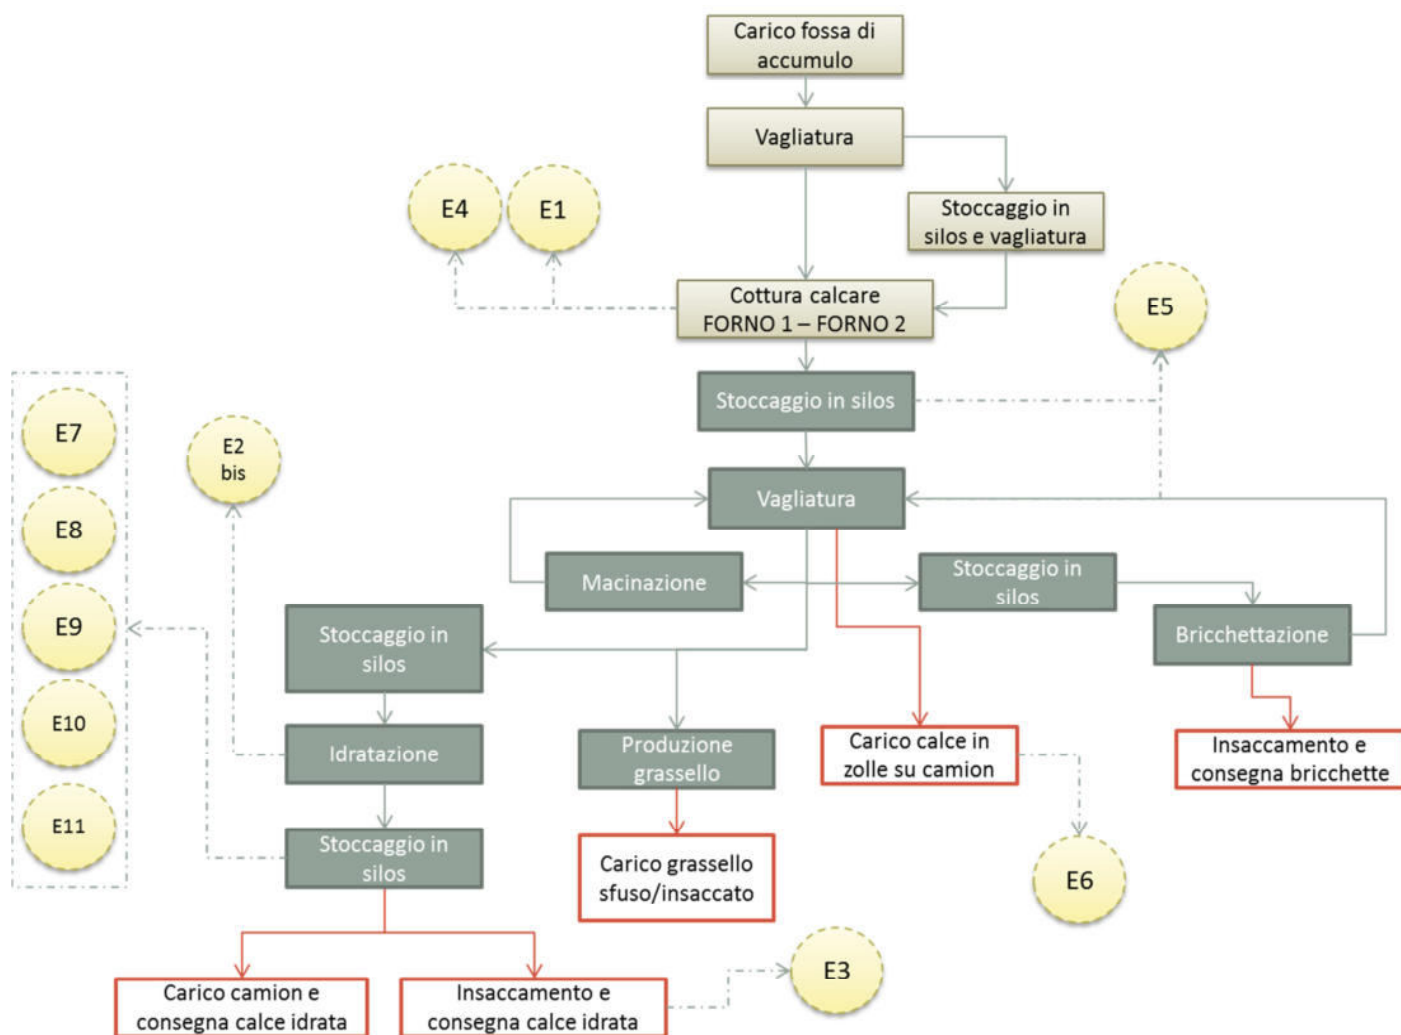 Carico fossa di
accumulo
Vagliatura
E4
E1
Stoccaggio in
silos e vagliatura
Cottura calcare
FORNO 1 – FORNO 2
E5
Stoccaggio in silos
E7
E2
bis
Vagliatura
E8
Macinazione
Stoccaggio in
silos
E9
Stoccaggio in
silos
Bricchettazione
E10
Idratazione
Produzione
grassello
Carico calce in
zolle su camion
Insaccamento e
consegna bricchette
E11
Stoccaggio in
silos
Carico grassello
sfuso/insaccato
E6
E3
Carico camion e
consegna calce idrata
Insaccamento e
consegna calce idrata